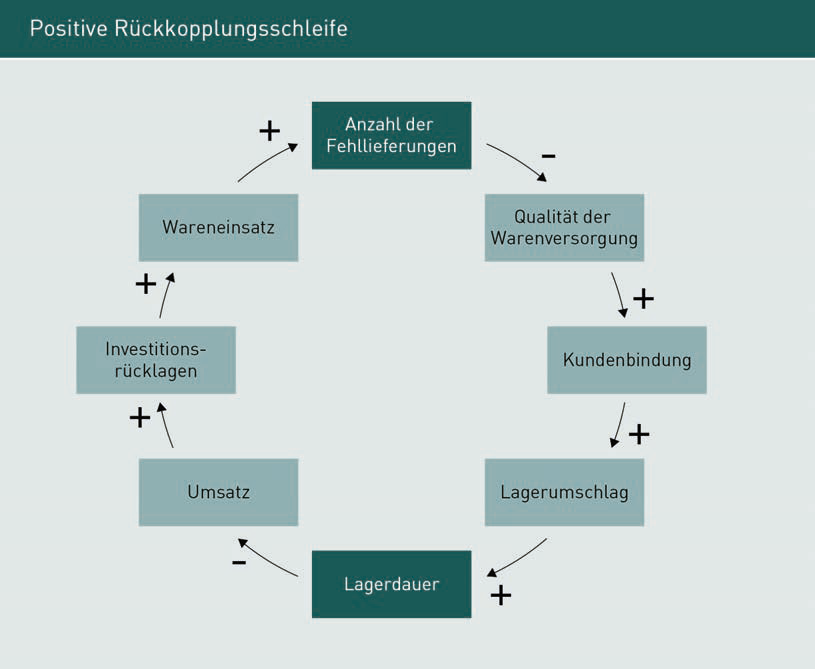 Positive Rückkopplungsschleife
+
Anzahl der
Fehllieferungen
-
Wareneinsatz
Qualität der
Warenversorgung
+
+
Investitions-
rücklagen
Kundenbindung
+
+
Umsatz
Lagerumschlag
-
Lagerdauer
+